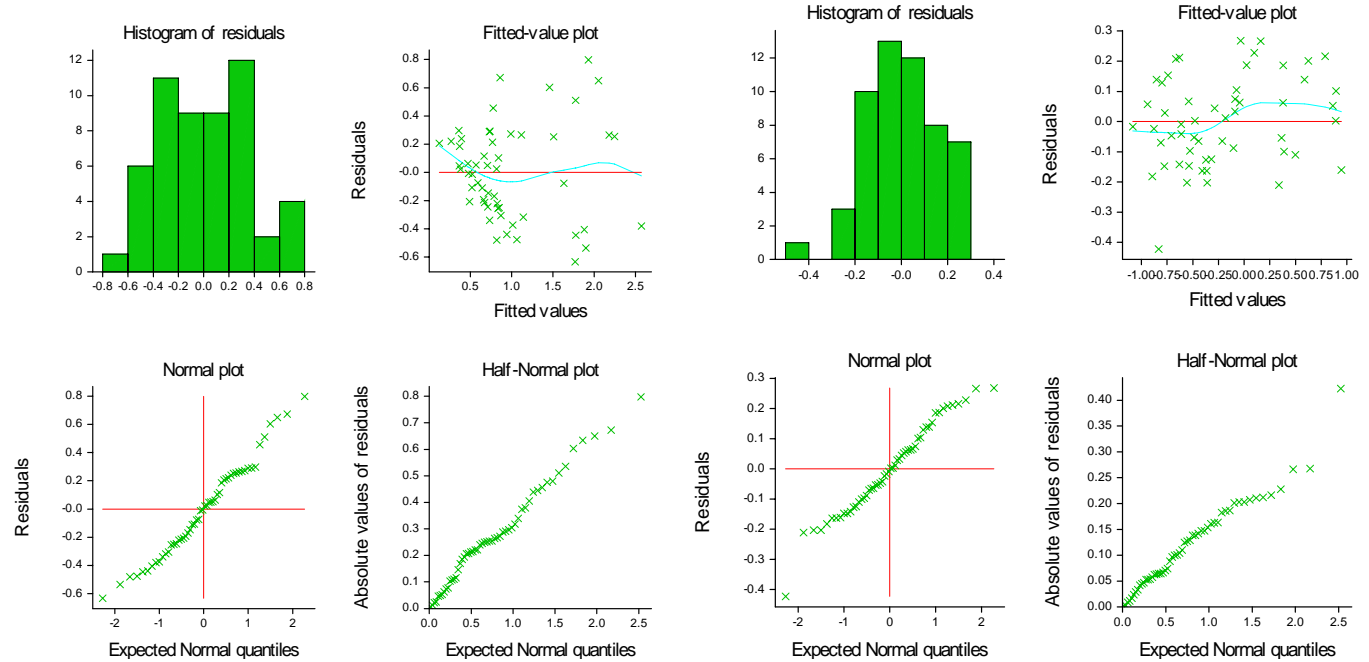 Histogram of residuals
12
10
8
6
4
2
0
-0.8 -0.6 -0.4 -0.2 0.0 0.2 0.4 0.6 0.8
Fitted-value plot
Residuals
0.8
0.6
0.4
0.2
-0.0
-0.2
-0.4
-0.6
0.5 1.0 1.5 2.0 2.5
Fitted values
Histogram of residuals
12
10
8
6
4
2
0
-0.4 -0.2 -0.0 0.2 0.4
Fitted-value plot
Residuals
0.3
0.2
0.1
0.0
-0.1
-0.2
-0.3
-0.4
-1.00 -0.75 -0.50 -0.25 0.00 0.25 0.50 0.75 1.00
Fitted values
Normal plot
Residuals
0.8
0.6
0.4
0.2
-0.0
-0.2
-0.4
-0.6
-2 -1 0 1 2
Expected Normal quantiles
Half-Normal plot
Absolute values of residuals
0.8
0.7
0.6
0.5
0.4
0.3
0.2
0.1
0.0
0.0 0.5 1.0 1.5 2.0 2.5
Expected Normal quantiles
Normal plot
Residuals
0.3
0.2
0.1
0.0
-0.1
-0.2
-0.3
-0.4
-2 -1 0 1 2
Expected Normal quantiles
Half-Normal plot
Absolute values of residuals
0.40
0.35
0.30
0.25
0.20
0.15
0.10
0.05
0.00
0.0 0.5 1.0 1.5 2.0 2.5
Expected Normal quantiles